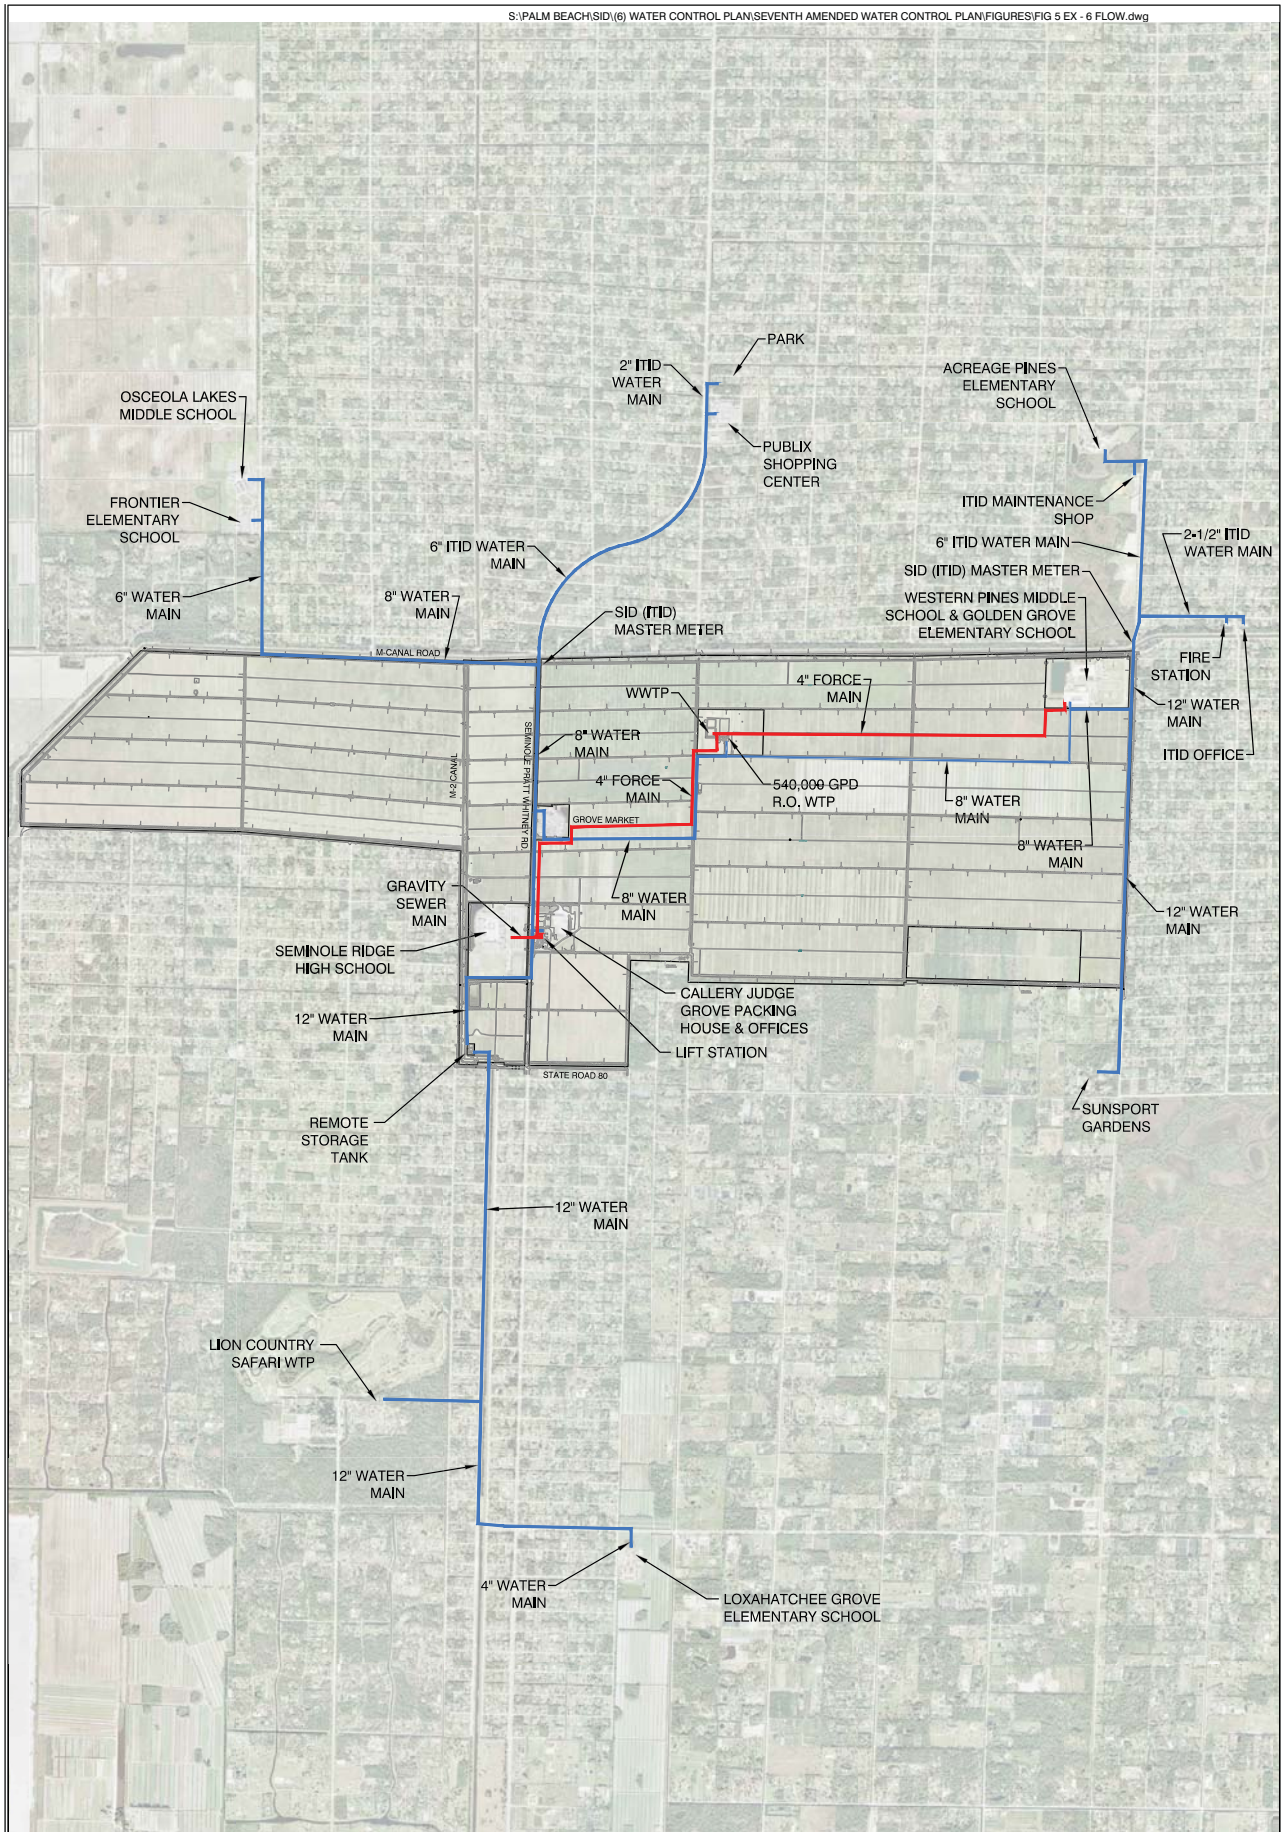 S:\PALM BEACH\SID\(6) WATER CONTROL PLAN\SEVENTH AMENDED WATER CONTROL PLAN\FIGURES\FIG 5 EX - 6 FLOW.dwg
PARK
2" ITID
WATER
MAIN
ACREAGE PINES
ELEMENTARY
SCHOOL
OSCEOLA LAKES
MIDDLE SCHOOL
PUBLIX
SHOPPING
CENTER
FRONTIER
ELEMENTARY
SCHOOL
ITID MAINTENANCE
SHOP
2-1/2" ITID
WATER MAIN
6" ITID WATER
MAIN
6" ITID WATER MAIN
SID (ITID) MASTER METER
6" WATER
MAIN
8" WATER
MAIN
SID (ITID)
MASTER METER
WESTERN PINES MIDDLE
SCHOOL & GOLDEN GROVE
ELEMENTARY SCHOOL
M-CANAL ROAD
FIRE
STATION
4" FORCE
MAIN
WWTP
12" WATER
MAIN
ITID OFFICE
M-2 CANAL
SEMINOLE PRATT WHITNEY RD.
8" WATER
MAIN
4" FORCE
MAIN
540,000 GPD
R.O. WTP
8" WATER
MAIN
GROVE MARKET
8" WATER
MAIN
GRAVITY
SEWER
MAIN
8" WATER
MAIN
12" WATER
MAIN
SEMINOLE RIDGE
HIGH SCHOOL
CALLERY JUDGE
GROVE PACKING
HOUSE & OFFICES
12" WATER
MAIN
LIFT STATION
STATE ROAD 80
REMOTE
STORAGE
TANK
SUNSPORT
GARDENS
12" WATER
MAIN
LION COUNTRY
SAFARI WTP
12" WATER
MAIN
4" WATER
MAIN
LOXAHATCHEE GROVE
ELEMENTARY SCHOOL